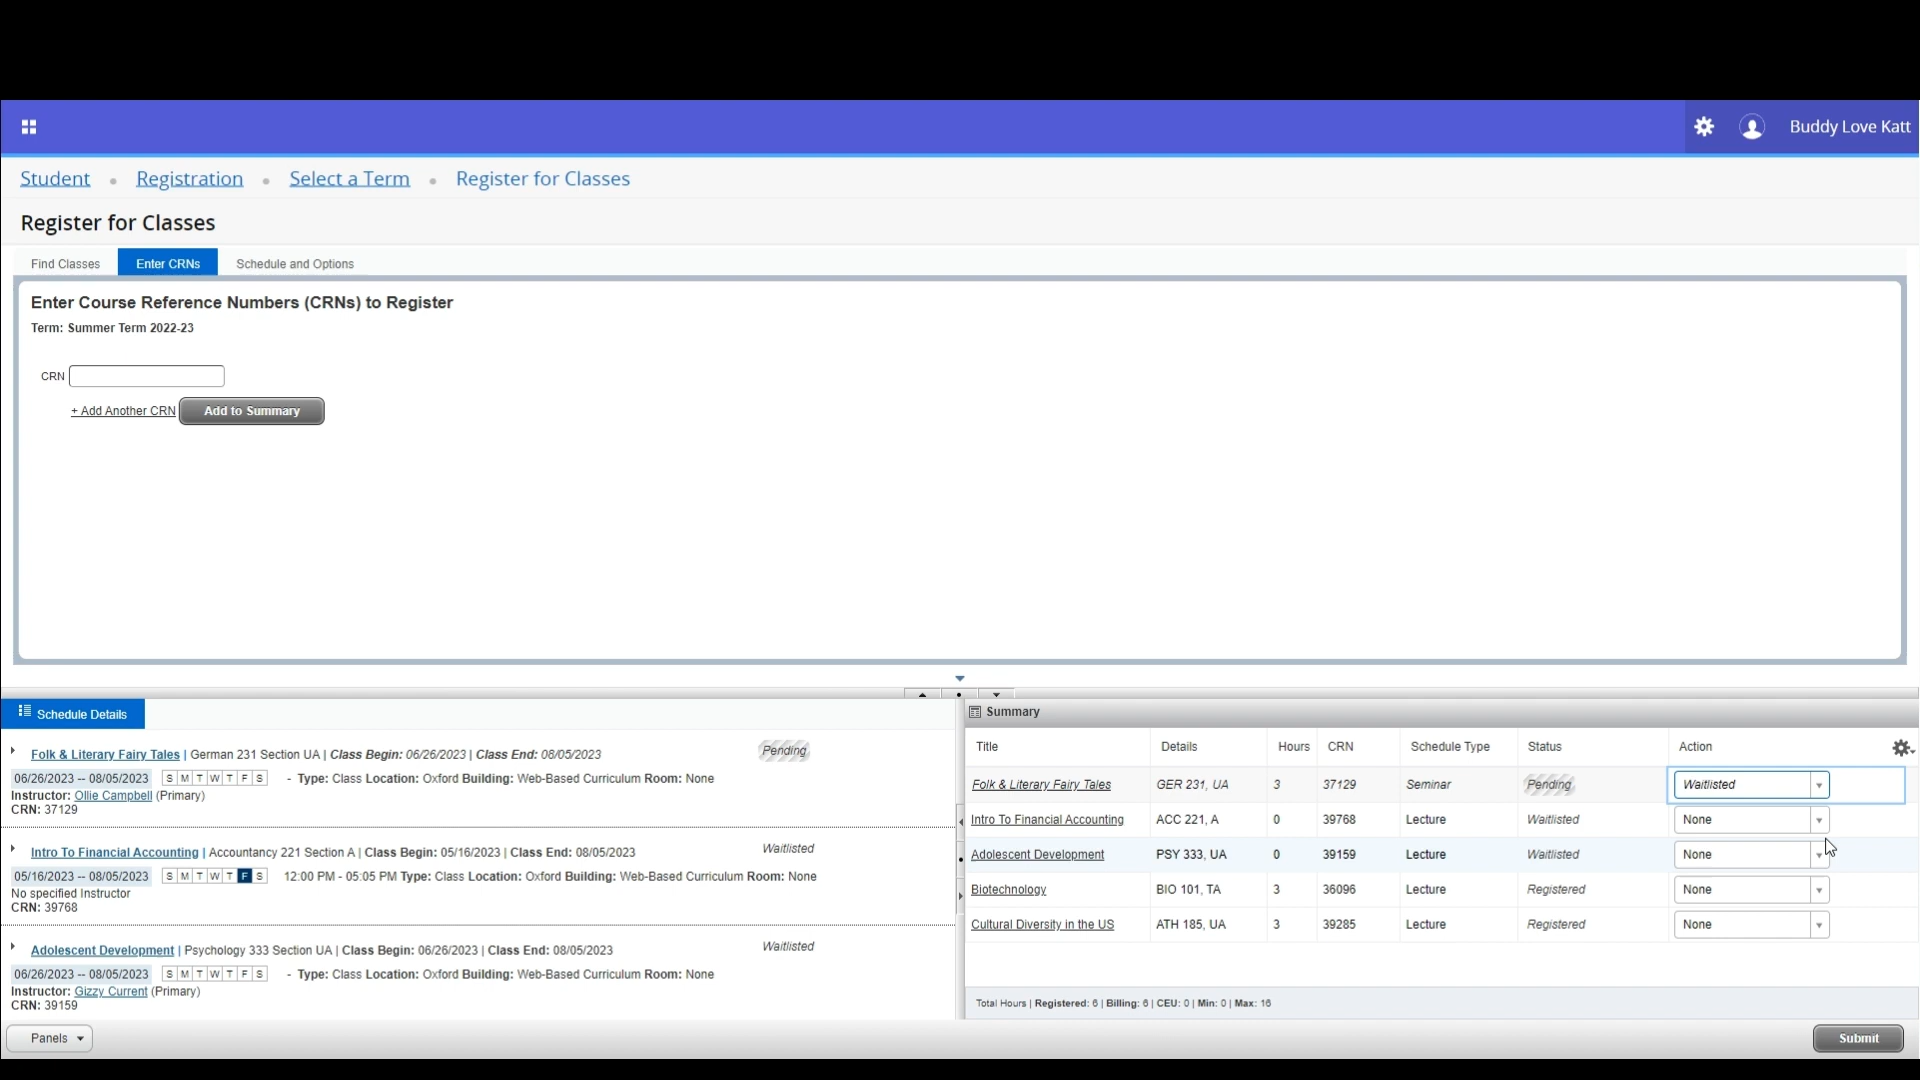 Buddy Love Katt
Student • Registration • Select a Term • Register for Classes
Register for Classes
Find Classes Enter CRNs Schedule and Options
Enter Course Reference Numbers (CRNs) to Register
Term: Summer Term 2022-23
CRN
+ Add Another CRN Add to Summary
Schedule Details
Folk & Literary Fairy Tales | German 231 Section UA | Class Begin: 06/26/2023 | Class End: 08/05/2023 Pending
06/26/2023 -- 08/05/2023 S M T W T F S - Type: Class Location: Oxford Building: Web-Based Curriculum Room: None
Instructor: Ollie Campbell (Primary)
CRN: 37129
Intro To Financial Accounting | Accountancy 221 Section A | Class Begin: 05/16/2023 | Class End: 08/05/2023 Waitlisted
05/16/2023 -- 08/05/2023 S M T W T F S 12:00 PM - 05:05 PM Type: Class Location: Oxford Building: Web-Based Curriculum Room: None
No specified Instructor
CRN: 39768
Adolescent Development | Psychology 333 Section UA | Class Begin: 06/26/2023 | Class End: 08/05/2023 Waitlisted
06/26/2023 -- 08/05/2023 S M T W T F S - Type: Class Location: Oxford Building: Web-Based Curriculum Room: None
Instructor: Gizzy Current (Primary)
CRN: 39159
Summary
Title Details Hours CRN Schedule Type Status Action
Folk & Literary Fairy Tales GER 231, UA 3 37129 Seminar Pending Waitlisted
Intro To Financial Accounting ACC 221, A 0 39768 Lecture Waitlisted None
Adolescent Development PSY 333, UA 0 39159 Lecture Waitlisted None
Biotechnology BIO 101, TA 3 36096 Lecture Registered None
Cultural Diversity in the US ATH 185, UA 3 39285 Lecture Registered None
Total Hours | Registered: 6 | Billing: 6 | CEU: 0 | Min: 0 | Max: 16
Panels Submit